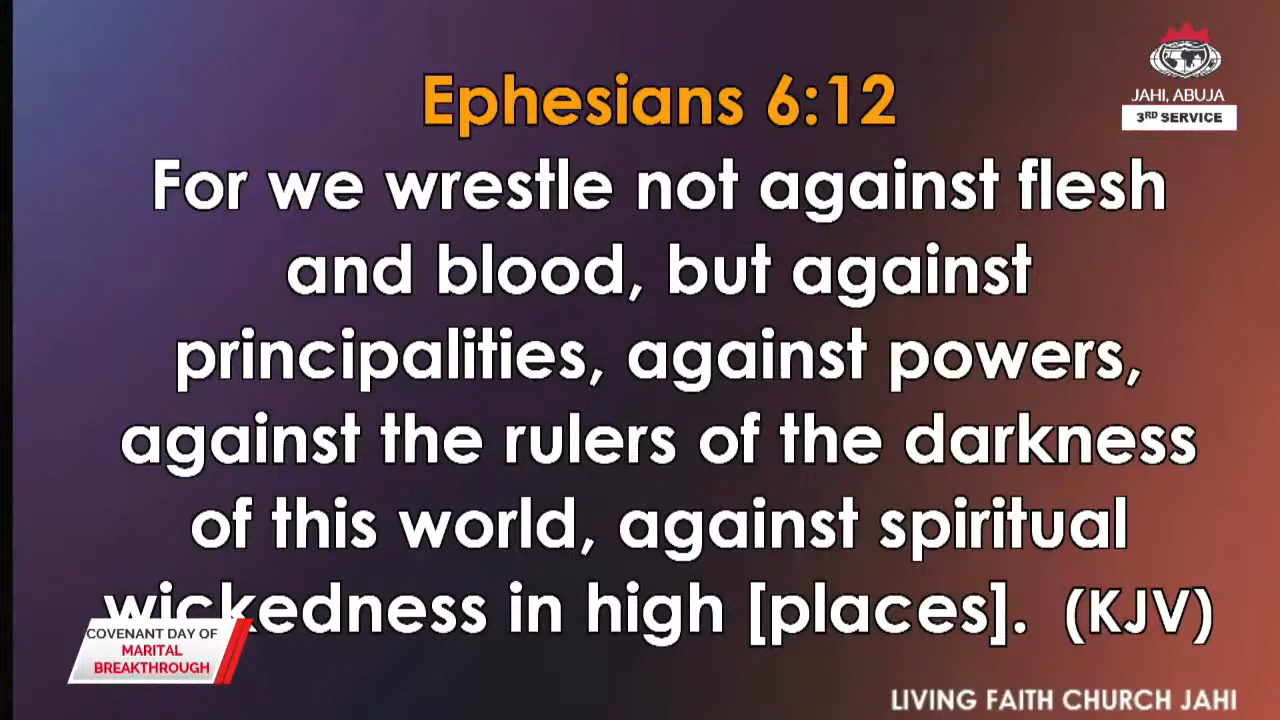 JAHI, ABUJA
3RD SERVICE
Ephesians 6:12
For we wrestle not against flesh
and blood, but against
principalities, against powers,
against the rulers of the darkness
of this world, against spiritual
wickedness in high [places]. (KJV)
COVENANT DAY OF
MARITAL
BREAKTHROUGH
LIVING FAITH CHURCH JAHI